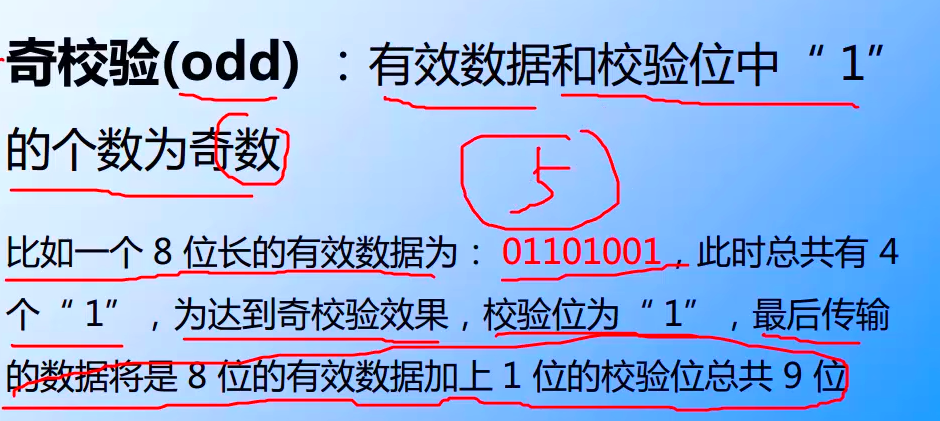 奇校验(odd) ：有效数据和校验位中“ 1”
的个数为奇数
5
比如一个 8 位长的有效数据为： 01101001，此时总共有 4
个“ 1”，为达到奇校验效果，校验位为“ 1”，最后传输
的数据将是 8 位的有效数据加上 1 位的校验位总共 9 位